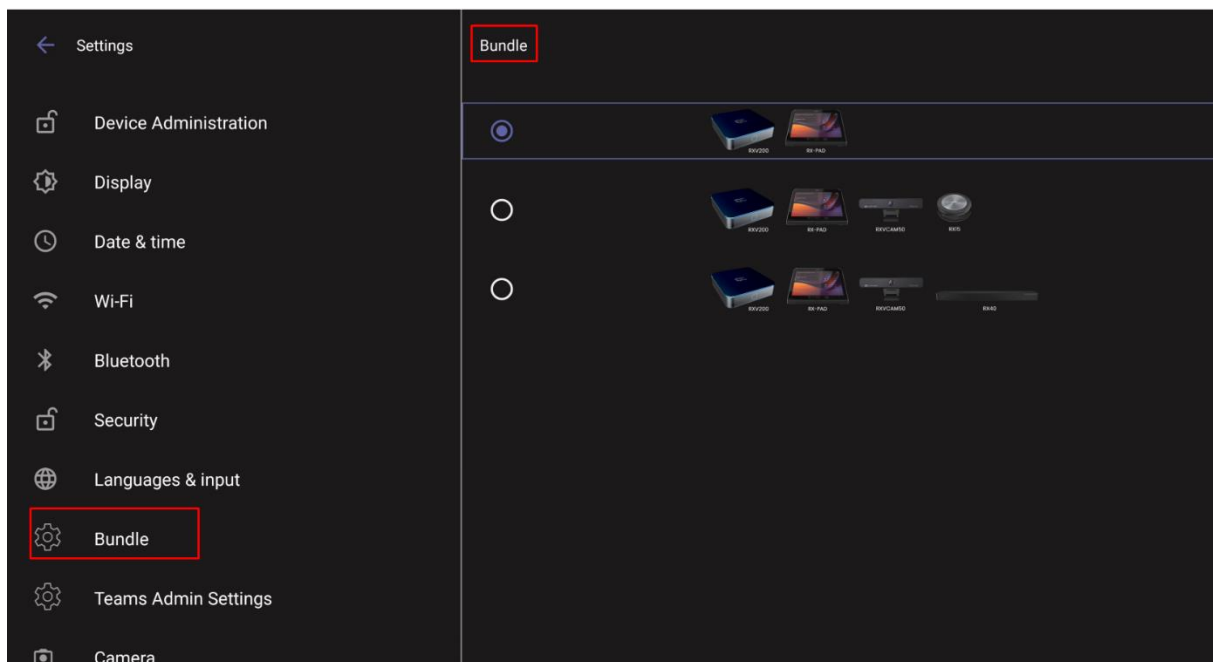 Settings
Device Administration
Display
Date & time
Wi-Fi
Bluetooth
Security
Languages & input
Bundle
Teams Admin Settings
Camera
Bundle
RXV200 RX-PAD
RXV200 RX-PAD RXVCAM50 RX15
RXV200 RX-PAD RXVCAM50 RX40